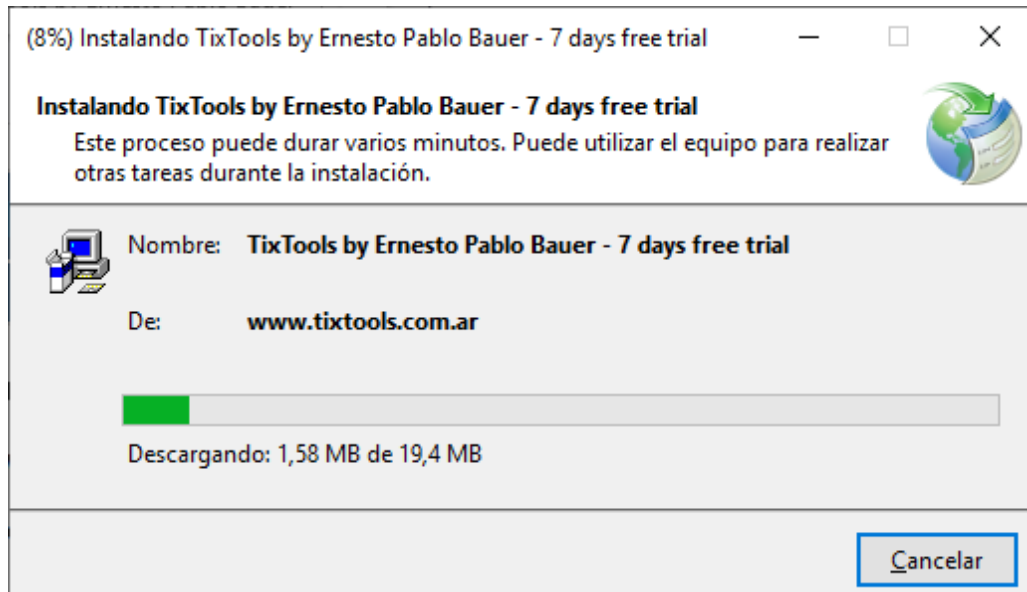 (8%) Instalando TixTools by Ernesto Pablo Bauer - 7 days free trial
Instalando TixTools by Ernesto Pablo Bauer - 7 days free trial
Este proceso puede durar varios minutos. Puede utilizar el equipo para realizar
otras tareas durante la instalación.
Nombre: TixTools by Ernesto Pablo Bauer - 7 days free trial
De: www.tixtools.com.ar
Descargando: 1,58 MB de 19,4 MB
Cancelar